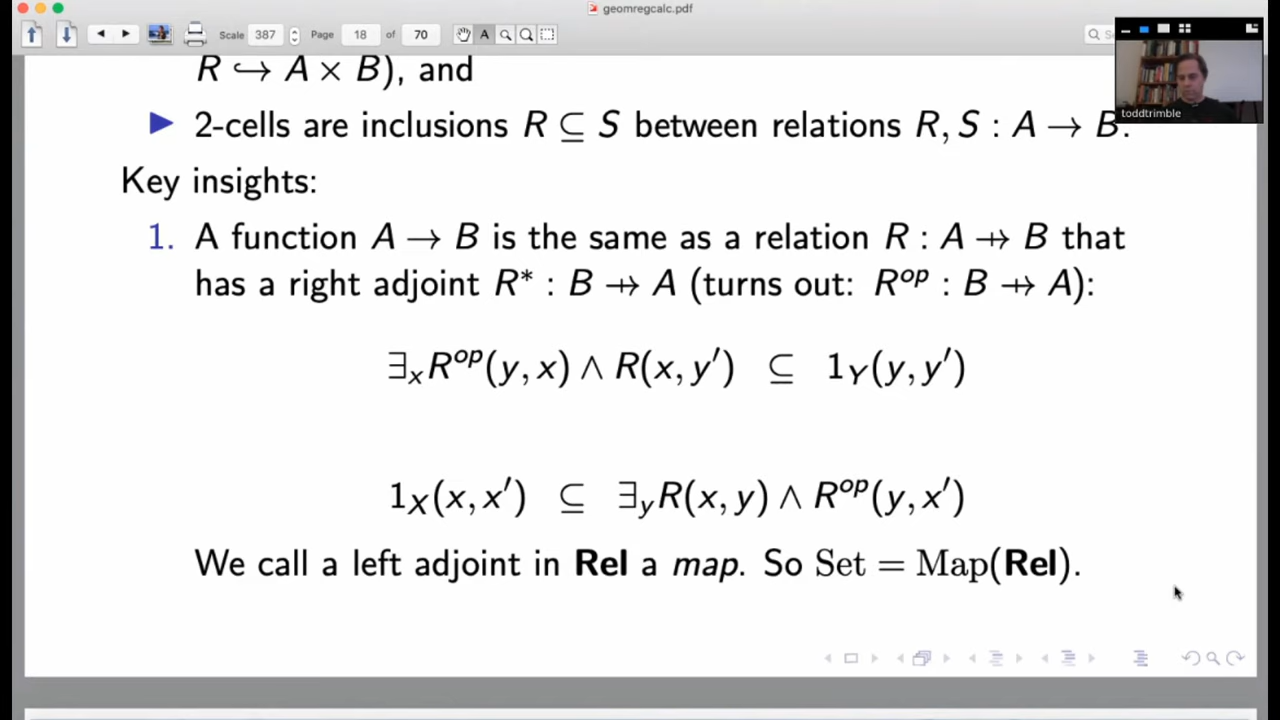 geomregcalc.pdf
Scale 387 Page 18 of 70
toddtrimble
R ↪ A × B), and
2-cells are inclusions R ⊆ S between relations R, S : A → B.
Key insights:
1. A function A → B is the same as a relation R : A ⇸ B that
has a right adjoint R* : B ⇸ A (turns out: R^op : B ⇸ A):
∃ₓR^op(y, x) ∧ R(x, y′) ⊆ 1_Y(y, y′)
1_X(x, x′) ⊆ ∃_yR(x, y) ∧ R^op(y, x′)
We call a left adjoint in Rel a map. So Set = Map(Rel).